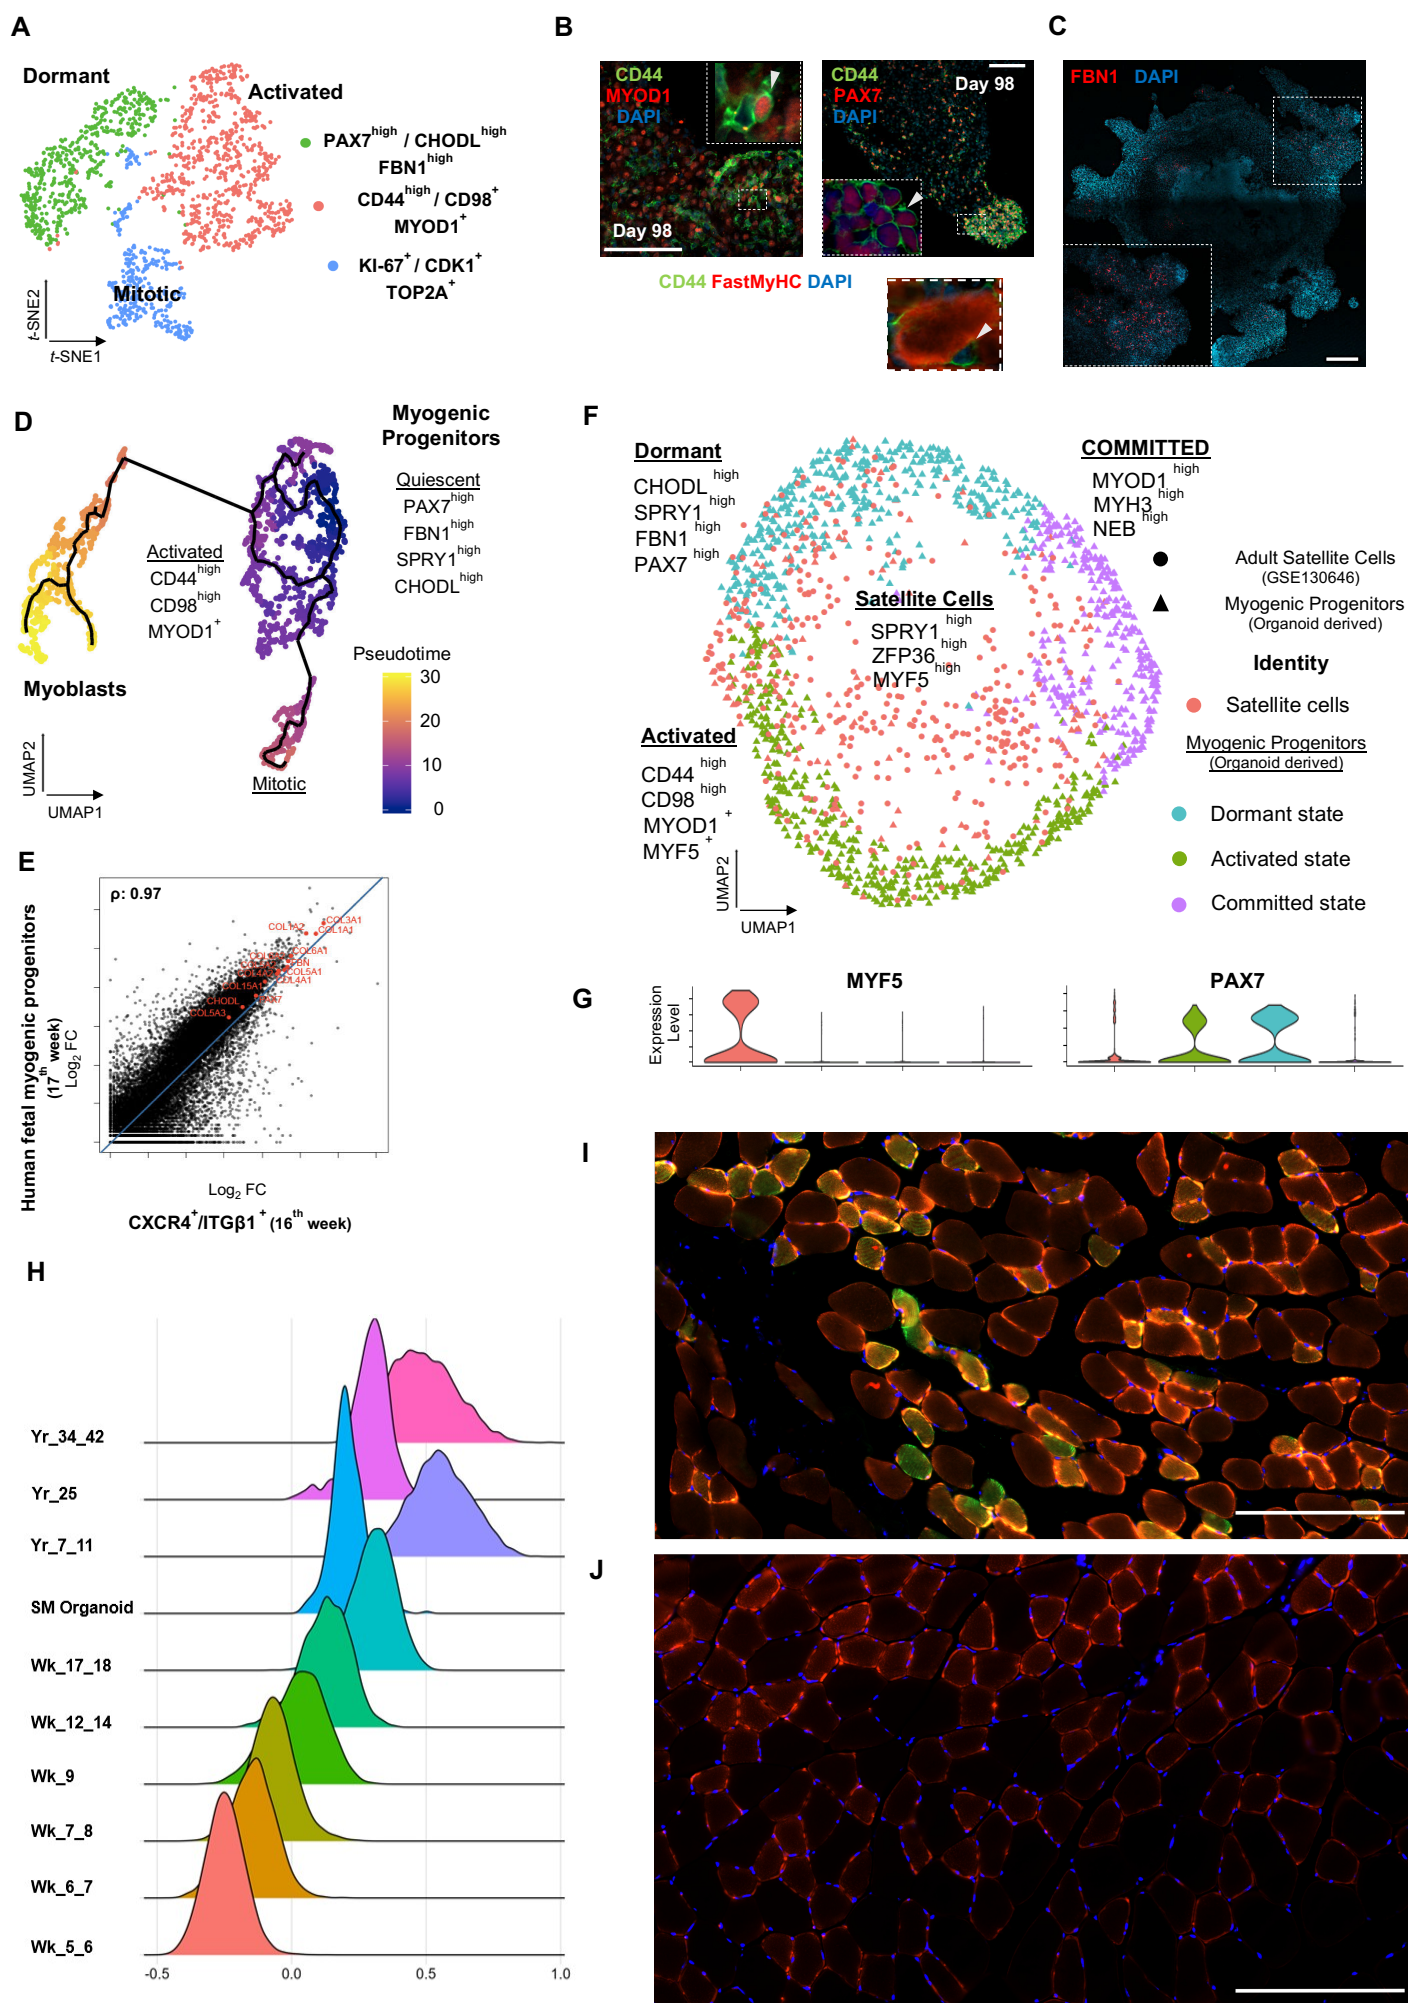 A
Dormant
Activated
PAX7high / CHODLhigh
FBN1high
CD44high / CD98+
MYOD1+
KI-67+ / CDK1+
TOP2A+
Mitotic
t-SNE2
t-SNE1
B
CD44
MYOD1
DAPI
Day 98
CD44
PAX7
DAPI
Day 98
CD44 FastMyHC DAPI
C
FBN1 DAPI
D
Myogenic
Progenitors
Quiescent
PAX7high
FBN1high
SPRY1high
CHODLhigh
Activated
CD44high
CD98high
MYOD1+
Myoblasts
Pseudotime
30
20
10
0
Mitotic
UMAP2
UMAP1
E
ρ: 0.97
COL3A1
COL1A2
COL1A1
COL6A1
FBN
COL5A1
COL4A1
COL15A1
PAX7
CHODL
COL5A3
Human fetal myogenic progenitors
(17th week)
Log2 FC
Log2 FC
CXCR4+/ITGβ1+ (16th week)
F
Dormant
CHODLhigh
SPRY1high
FBN1high
PAX7high
Satellite Cells
SPRY1high
ZFP36high
MYF5high
Activated
CD44high
CD98high
MYOD1+
MYF5+
UMAP2
UMAP1
COMMITTED
MYOD1high
MYH3high
NEBhigh
Adult Satellite Cells
(GSE130646)
Myogenic Progenitors
(Organoid derived)
Identity
Satellite cells
Myogenic Progenitors
(Organoid derived)
Dormant state
Activated state
Committed state
G
MYF5
PAX7
Expression
Level
H
Yr_34_42
Yr_25
Yr_7_11
SM Organoid
Wk_17_18
Wk_12_14
Wk_9
Wk_7_8
Wk_6_7
Wk_5_6
-0.5
0.0
0.5
1.0
I
J